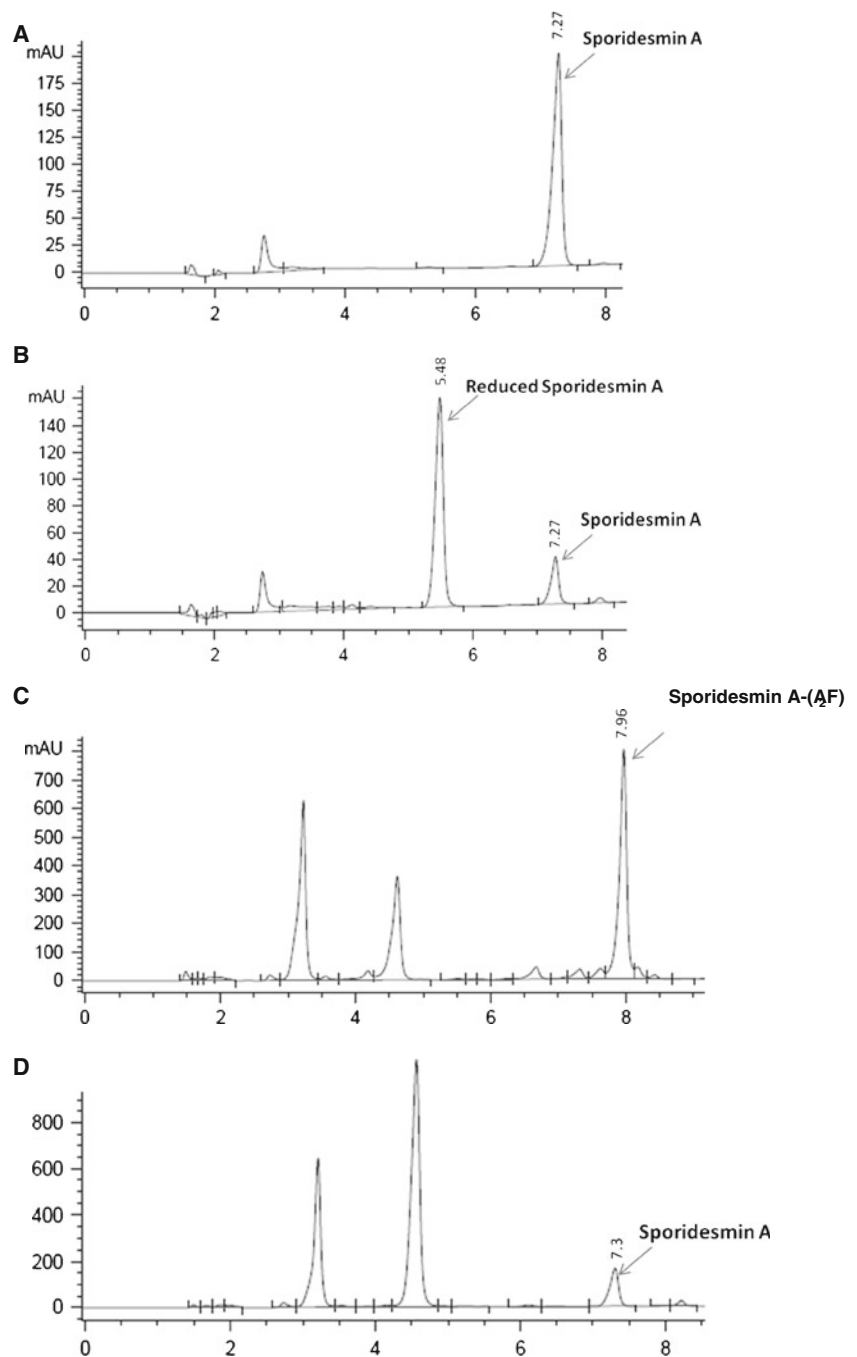 A
mAU
7.27
Sporidesmin A
175
150
125
100
75
50
25
0
0 2 4 6 8
B
mAU
5.48
Reduced Sporidesmin A
7.27
Sporidesmin A
140
120
100
80
60
40
20
0
0 2 4 6 8
C
mAU
7.96
Sporidesmin A-(A2F)
700
600
500
400
300
200
100
0
0 2 4 6 8
D
7.3
Sporidesmin A
800
600
400
200
0
0 2 4 6 8